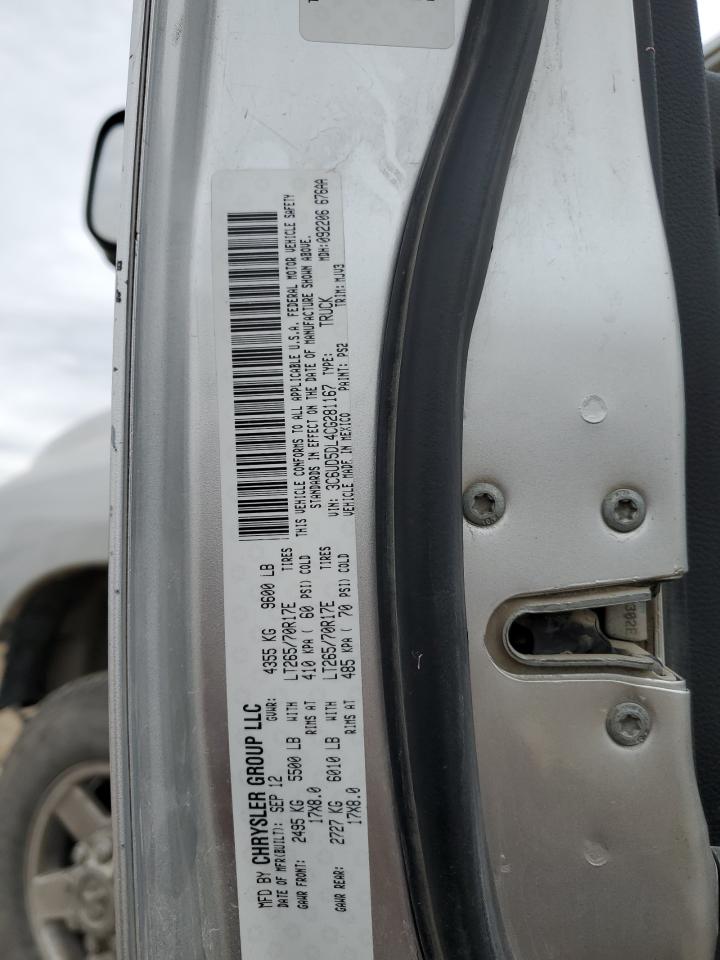 MFD BY CHRYSLER GROUP LLC
DATE OF MFR(BUILT): SEP 12 GVWR: 4355 KG 9600 LB
GAWR FRONT: 2495 KG 5500 LB WITH LT265/70R17E TIRES
17X8.0 RIMS AT 410 KPA ( 60 PSI) COLD
GAWR REAR: 2727 KG 6010 LB WITH LT265/70R17E TIRES
17X8.0 RIMS AT 485 KPA ( 70 PSI) COLD
THIS VEHICLE CONFORMS TO ALL APPLICABLE U.S.A. FEDERAL MOTOR VEHICLE SAFETY
STANDARDS IN EFFECT ON THE DATE OF MANUFACTURE SHOWN ABOVE.
MDH:092206 676AA
VIN: 3C6UD5DL4CG281167 TYPE: TRUCK
VEHICLE MADE IN MEXICO PAINT: PS2 TRIM: MJV3
302E